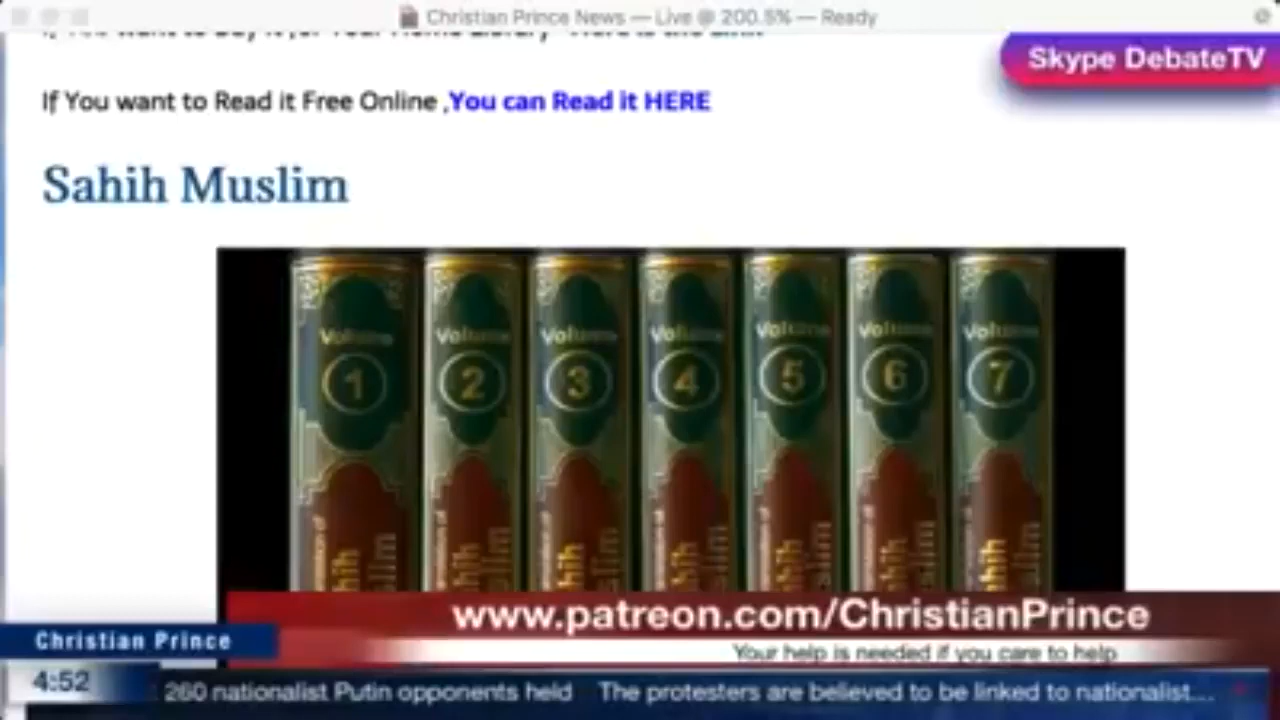 Christian Prince News — Live @ 200.5% — Ready
Skype DebateTV
If You want to Read it Free Online ,You can Read it HERE
Sahih Muslim
Volume Volume Volume Volume Volume Volume Volume
1 2 3 4 5 6 7
www.patreon.com/ChristianPrince
Christian Prince
Your help is needed if you care to help
4:52
260 nationalist Putin opponents held The protesters are believed to be linked to nationalist...